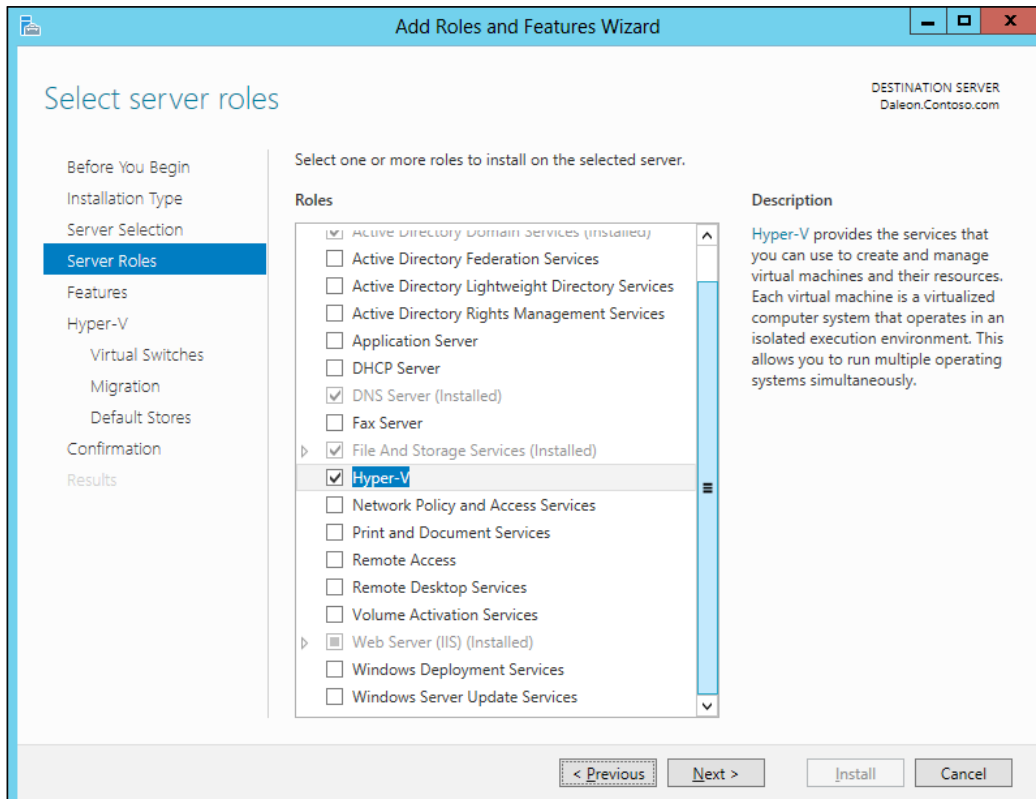 Add Roles and Features Wizard
Select server roles
DESTINATION SERVER
Daleon.Contoso.com
Before You Begin
Installation Type
Server Selection
Server Roles
Features
Hyper-V
Virtual Switches
Migration
Default Stores
Confirmation
Results
Select one or more roles to install on the selected server.
Roles
Active Directory Domain Services (Installed)
Active Directory Federation Services
Active Directory Lightweight Directory Services
Active Directory Rights Management Services
Application Server
DHCP Server
DNS Server (Installed)
Fax Server
File And Storage Services (Installed)
Hyper-V
Network Policy and Access Services
Print and Document Services
Remote Access
Remote Desktop Services
Volume Activation Services
Web Server (IIS) (Installed)
Windows Deployment Services
Windows Server Update Services
Description
Hyper-V provides the services that
you can use to create and manage
virtual machines and their resources.
Each virtual machine is a virtualized
computer system that operates in an
isolated execution environment. This
allows you to run multiple operating
systems simultaneously.
< Previous
Next >
Install
Cancel